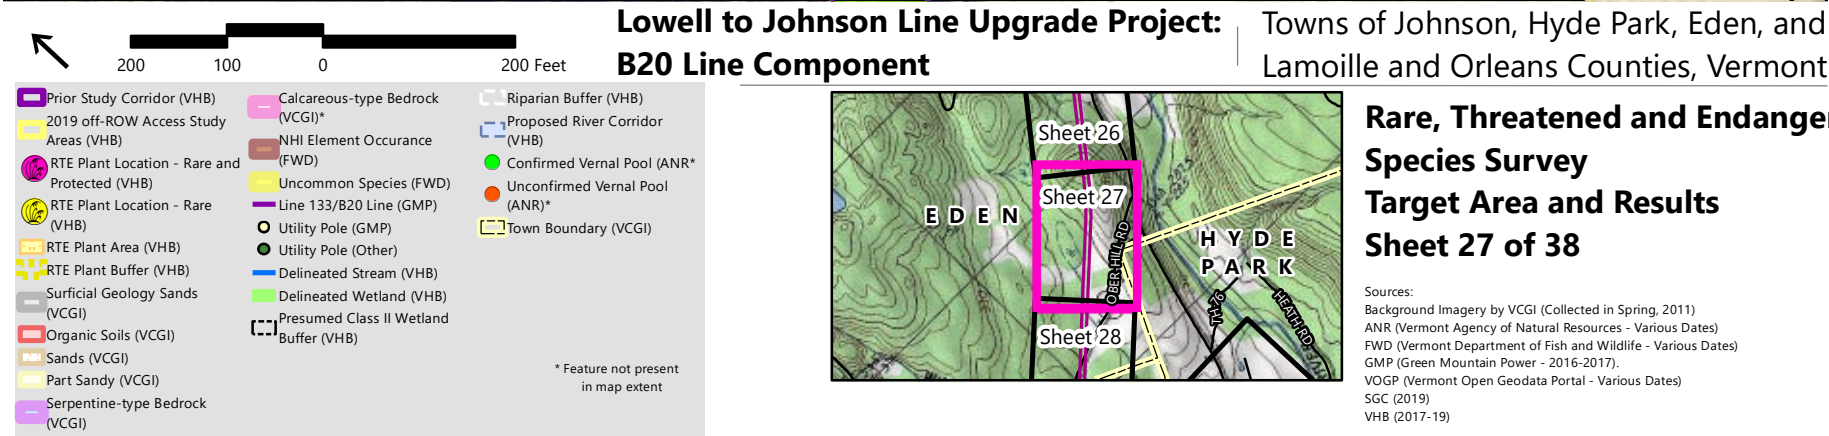 200 100 0 200 Feet
Lowell to Johnson Line Upgrade Project:
B20 Line Component
Towns of Johnson, Hyde Park, Eden, and
Lamoille and Orleans Counties, Vermont
Prior Study Corridor (VHB)
2019 off-ROW Access Study
Areas (VHB)
RTE Plant Location - Rare and
Protected (VHB)
RTE Plant Location - Rare
(VHB)
RTE Plant Area (VHB)
RTE Plant Buffer (VHB)
Surficial Geology Sands
(VCGI)
Organic Soils (VCGI)
Sands (VCGI)
Part Sandy (VCGI)
Serpentine-type Bedrock
(VCGI)
Calcareous-type Bedrock
(VCGI)*
NHI Element Occurance
(FWD)
Uncommon Species (FWD)
Line 133/B20 Line (GMP)
Utility Pole (GMP)
Utility Pole (Other)
Delineated Stream (VHB)
Delineated Wetland (VHB)
Presumed Class II Wetland
Buffer (VHB)
Riparian Buffer (VHB)
Proposed River Corridor
(VHB)
Confirmed Vernal Pool (ANR*
Unconfirmed Vernal Pool
(ANR)*
Town Boundary (VCGI)
* Feature not present
in map extent
Sheet 26
Sheet 27
EDEN
OBER HILL RD
HYDE
PARK
TH-76
HEATH RD
Sheet 28
Rare, Threatened and Endanger
Species Survey
Target Area and Results
Sheet 27 of 38
Sources:
Background Imagery by VCGI (Collected in Spring, 2011)
ANR (Vermont Agency of Natural Resources - Various Dates)
FWD (Vermont Department of Fish and Wildlife - Various Dates)
GMP (Green Mountain Power - 2016-2017).
VOGP (Vermont Open Geodata Portal - Various Dates)
SGC (2019)
VHB (2017-19)